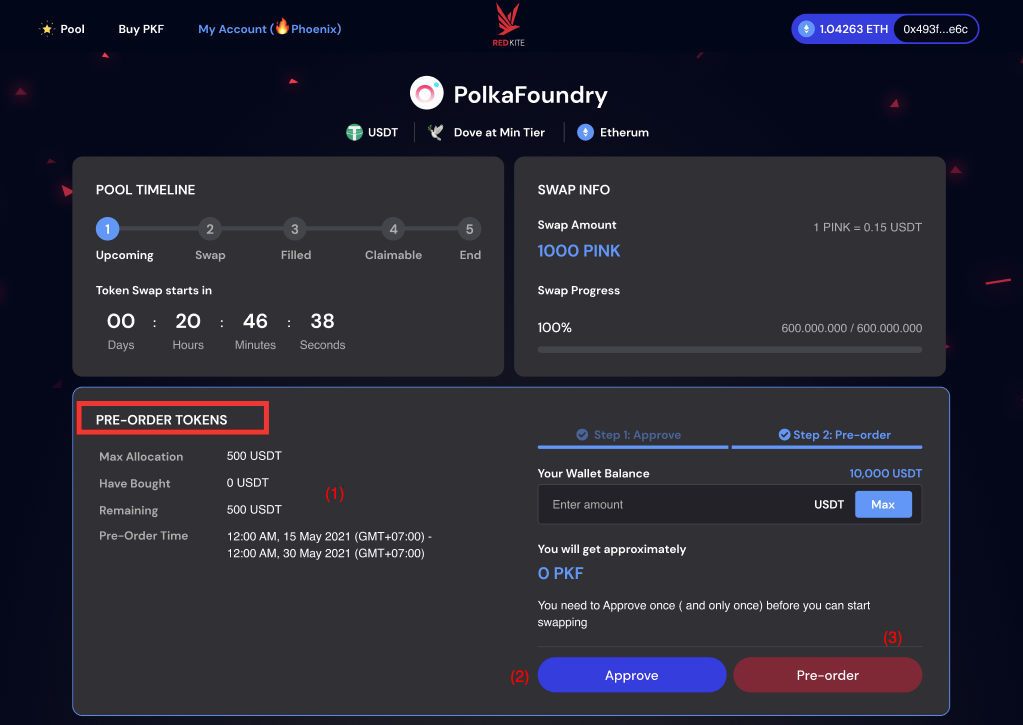 Pool
Buy PKF
My Account (🔥Phoenix)
RED KITE
1.04263 ETH
0x493f...e6c
PolkaFoundry
USDT
Dove at Min Tier
Etherum
POOL TIMELINE
1 2 3 4 5
Upcoming Swap Filled Claimable End
Token Swap starts in
00 : 20 : 46 : 38
Days Hours Minutes Seconds
SWAP INFO
Swap Amount
1 PINK = 0.15 USDT
1000 PINK
Swap Progress
100%
600.000.000 / 600.000.000
PRE-ORDER TOKENS
Max Allocation 500 USDT
Have Bought 0 USDT
(1)
Remaining 500 USDT
Pre-Order Time 12:00 AM, 15 May 2021 (GMT+07:00) -
12:00 AM, 30 May 2021 (GMT+07:00)
Step 1: Approve
Step 2: Pre-order
Your Wallet Balance 10,000 USDT
Enter amount USDT Max
You will get approximately
0 PKF
You need to Approve once ( and only once) before you can start
swapping
(3)
(2)
Approve
Pre-order